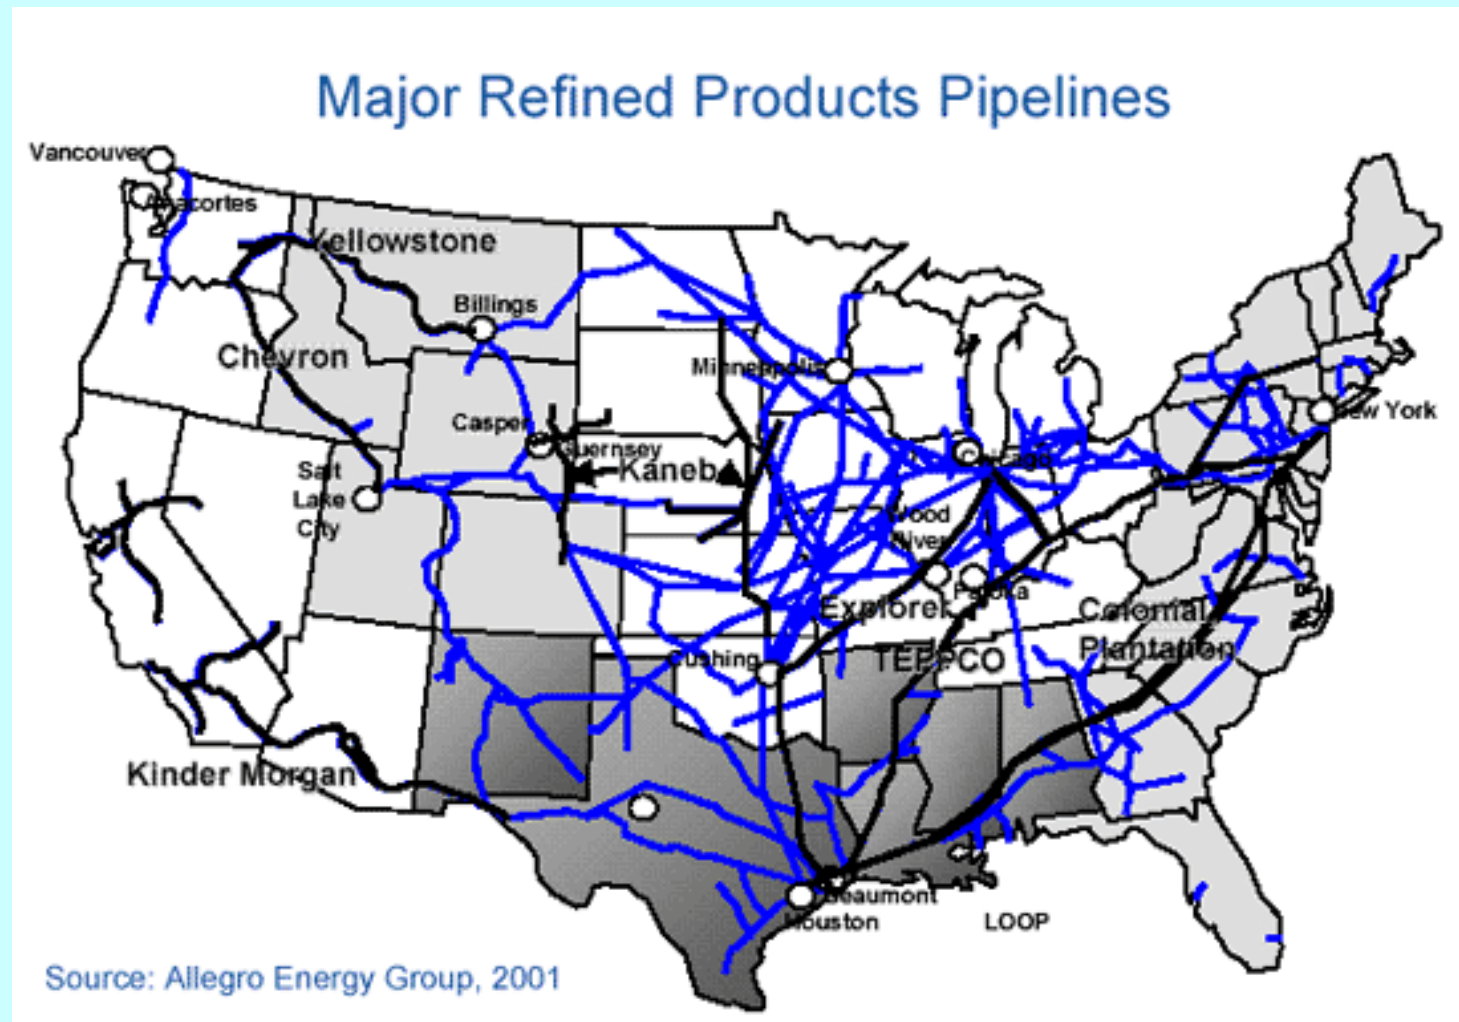 Major Refined Products Pipelines
Vancouver
Anacortes
Yellowstone
Billings
Chevron
Minneapolis
New York
Casper
Guernsey
Kaneb
Chicago
Salt
Lake
City
Wood
River
Patoka
Explorer
Colonial
Plantation
Cushing
TEPPCO
Kinder Morgan
Beaumont
Houston
LOOP
Source: Allegro Energy Group, 2001